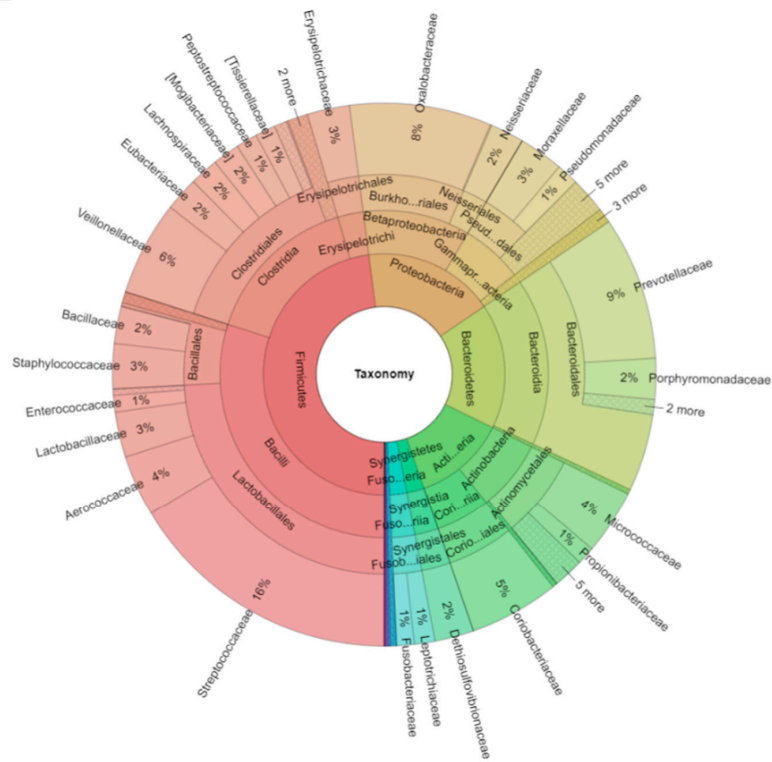 Taxonomy
Firmicutes
Proteobacteria
Bacteroidetes
Acti...eria
Synergistetes
Fuso...eria
Bacilli
Clostridia
Erysipelotrichi
Betaproteobacteria
Gammapr...acteria
Bacteroidia
Actinobacteria
Cori...riia
Synergistia
Fuso...riia
Lactobacillales
Bacillales
Clostridiales
Erysipelotrichales
Burkho...riales
Neisseriales
Pseud...dales
Bacteroidales
Actinomycetales
Corio...iales
Synergistales
Fusob...iales
Streptococcaceae 16%
Aerococcaceae 4%
Lactobacillaceae 3%
Enterococcaceae 1%
Staphylococcaceae 3%
Bacillaceae 2%
Veillonellaceae 6%
Eubacteriaceae 2%
Lachnospiraceae 2%
[Mogibacteriaceae] 2%
Peptostreptococcaceae 1%
[Tissierellaceae] 1%
2 more
Erysipelotrichaceae 3%
8% Oxalobacteraceae
2% Neisseriaceae
3% Moraxellaceae
1% Pseudomonadaceae
5 more
3 more
9% Prevotellaceae
2% Porphyromonadaceae
2 more
4% Micrococcaceae
1% Propionibacteriaceae
5 more
5% Coriobacteriaceae
2% Dethiosulfovibrionaceae
1% Leptotrichiaceae
1% Fusobacteriaceae